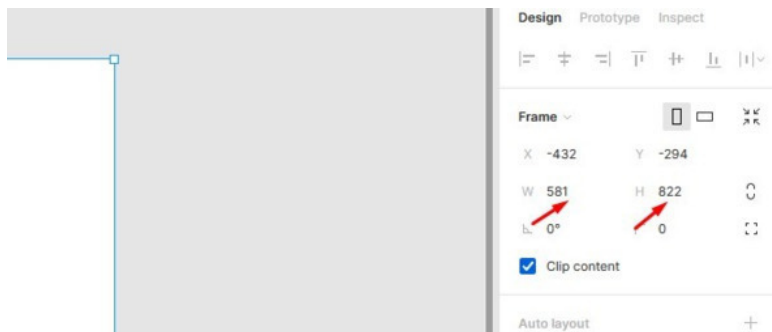 Design Prototype Inspect
Frame
X -432 Y -294
W 581 H 822
0° 0
Clip content
Auto layout